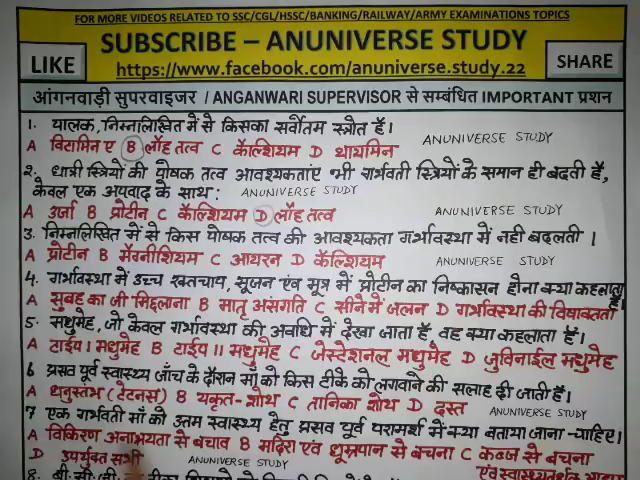 FOR MORE VIDEOS RELATED TO SSC/CGL/HSSC/BANKING/RAILWAY/ARMY EXAMINATIONS TOPICS
SUBSCRIBE – ANUNIVERSE STUDY
LIKE
https://www.facebook.com/anuniverse.study.22
SHARE
आंगनवाड़ी सुपरवाइजर / ANGANWARI SUPERVISOR से सम्बंधित IMPORTANT प्रशन
1. यालक, निम्नलिखित में से किसका सर्वोतम स्त्रोत है।
A विटामिन ए B लौह तत्व C कैल्शियम D थायमिन
ANUNIVERSE STUDY
2. धात्री स्त्रियों की पोषक तत्व आवश्यकताएं भी गर्भवती स्त्रियों के समान ही बढ़ती है,
केवल एक अपवाद के साथ:
ANUNIVERSE STUDY
A उर्जा B प्रोटीन C कैल्शियम D लौह तत्व
ANUNIVERSE STUDY
3. निम्नलिखित में से किस पोषक तत्व की आवश्यकता गर्भावस्था में नही बदलती।
A प्रोटीन B मैग्नीशियम C आयरन D कैल्शियम
ANUNIVERSE STUDY
4. गर्भावस्था में उच्च रक्तचाप, सूजन एंव मूत्र में प्रोटीन का निष्कासन होना क्या कहलाता है।
A सुबह का जी मिचलाना B मातृ असंगति C सीने में जलन D गर्भावस्था की विषाक्तता
5. मधुमेह, जो केवल गर्भावस्था की अवधि में देखा जाता है, वह क्या कहलाता है।
A टाईप I मधुमेह B टाईप II मधुमेह C जेस्टेशनल मधुमेह D जुविनाईल मधुमेह
6 प्रसव पूर्व स्वास्थ्य जाँच के दौरान माँ को किस टीके को लगवाने की सलाह दी जाती है।
A धनुस्तंभ (टेटनस) B यकृत-शोथ C तानिका शोथ D दस्त
ANUNIVERSE STUDY
7 एक गर्भवती माँ को उत्तम स्वास्थ्य हेतु प्रसव पूर्व परामर्श में क्या बताया जाना चाहिए।
A विकिरण अनाश्रयता से बचाव B मदिरा एंव धूम्रपान से बचना C कब्ज से बचना
D उपर्युक्त सभी
ANUNIVERSE STUDY
8. बी.सी.जी.